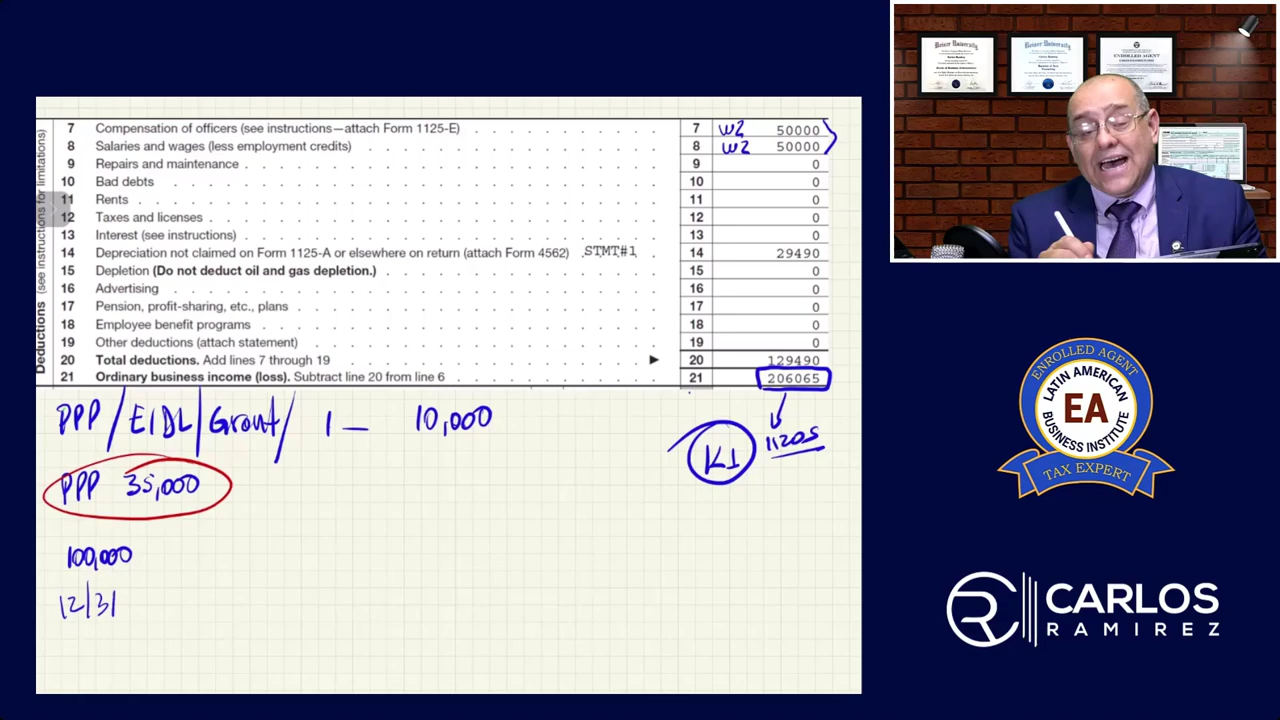 Deductions (see instructions for limitations)
7 Compensation of officers (see instructions—attach Form 1125-E) 7 W2 50000
8 Salaries and wages (less employment credits) 8 W2 50000
9 Repairs and maintenance 9 0
10 Bad debts 10 0
11 Rents 11 0
12 Taxes and licenses 12 0
13 Interest (see instructions) 13 0
14 Depreciation not claimed on Form 1125-A or elsewhere on return (attach Form 4562) STMT#1 14 29490
15 Depletion (Do not deduct oil and gas depletion.) 15 0
16 Advertising 16 0
17 Pension, profit-sharing, etc., plans 17 0
18 Employee benefit programs 18 0
19 Other deductions (attach statement) 19 0
20 Total deductions. Add lines 7 through 19 20 129490
21 Ordinary business income (loss). Subtract line 20 from line 6 21 206065
PPP/EIDL/Grant/ 1 – 10,000
1120S
K1
PPP 35,000
100,000
12/31
ENROLLED AGENT
ENROLLED AGENT
LATIN AMERICAN
EA
BUSINESS INSTITUTE
TAX EXPERT
CARLOS
RAMIREZ